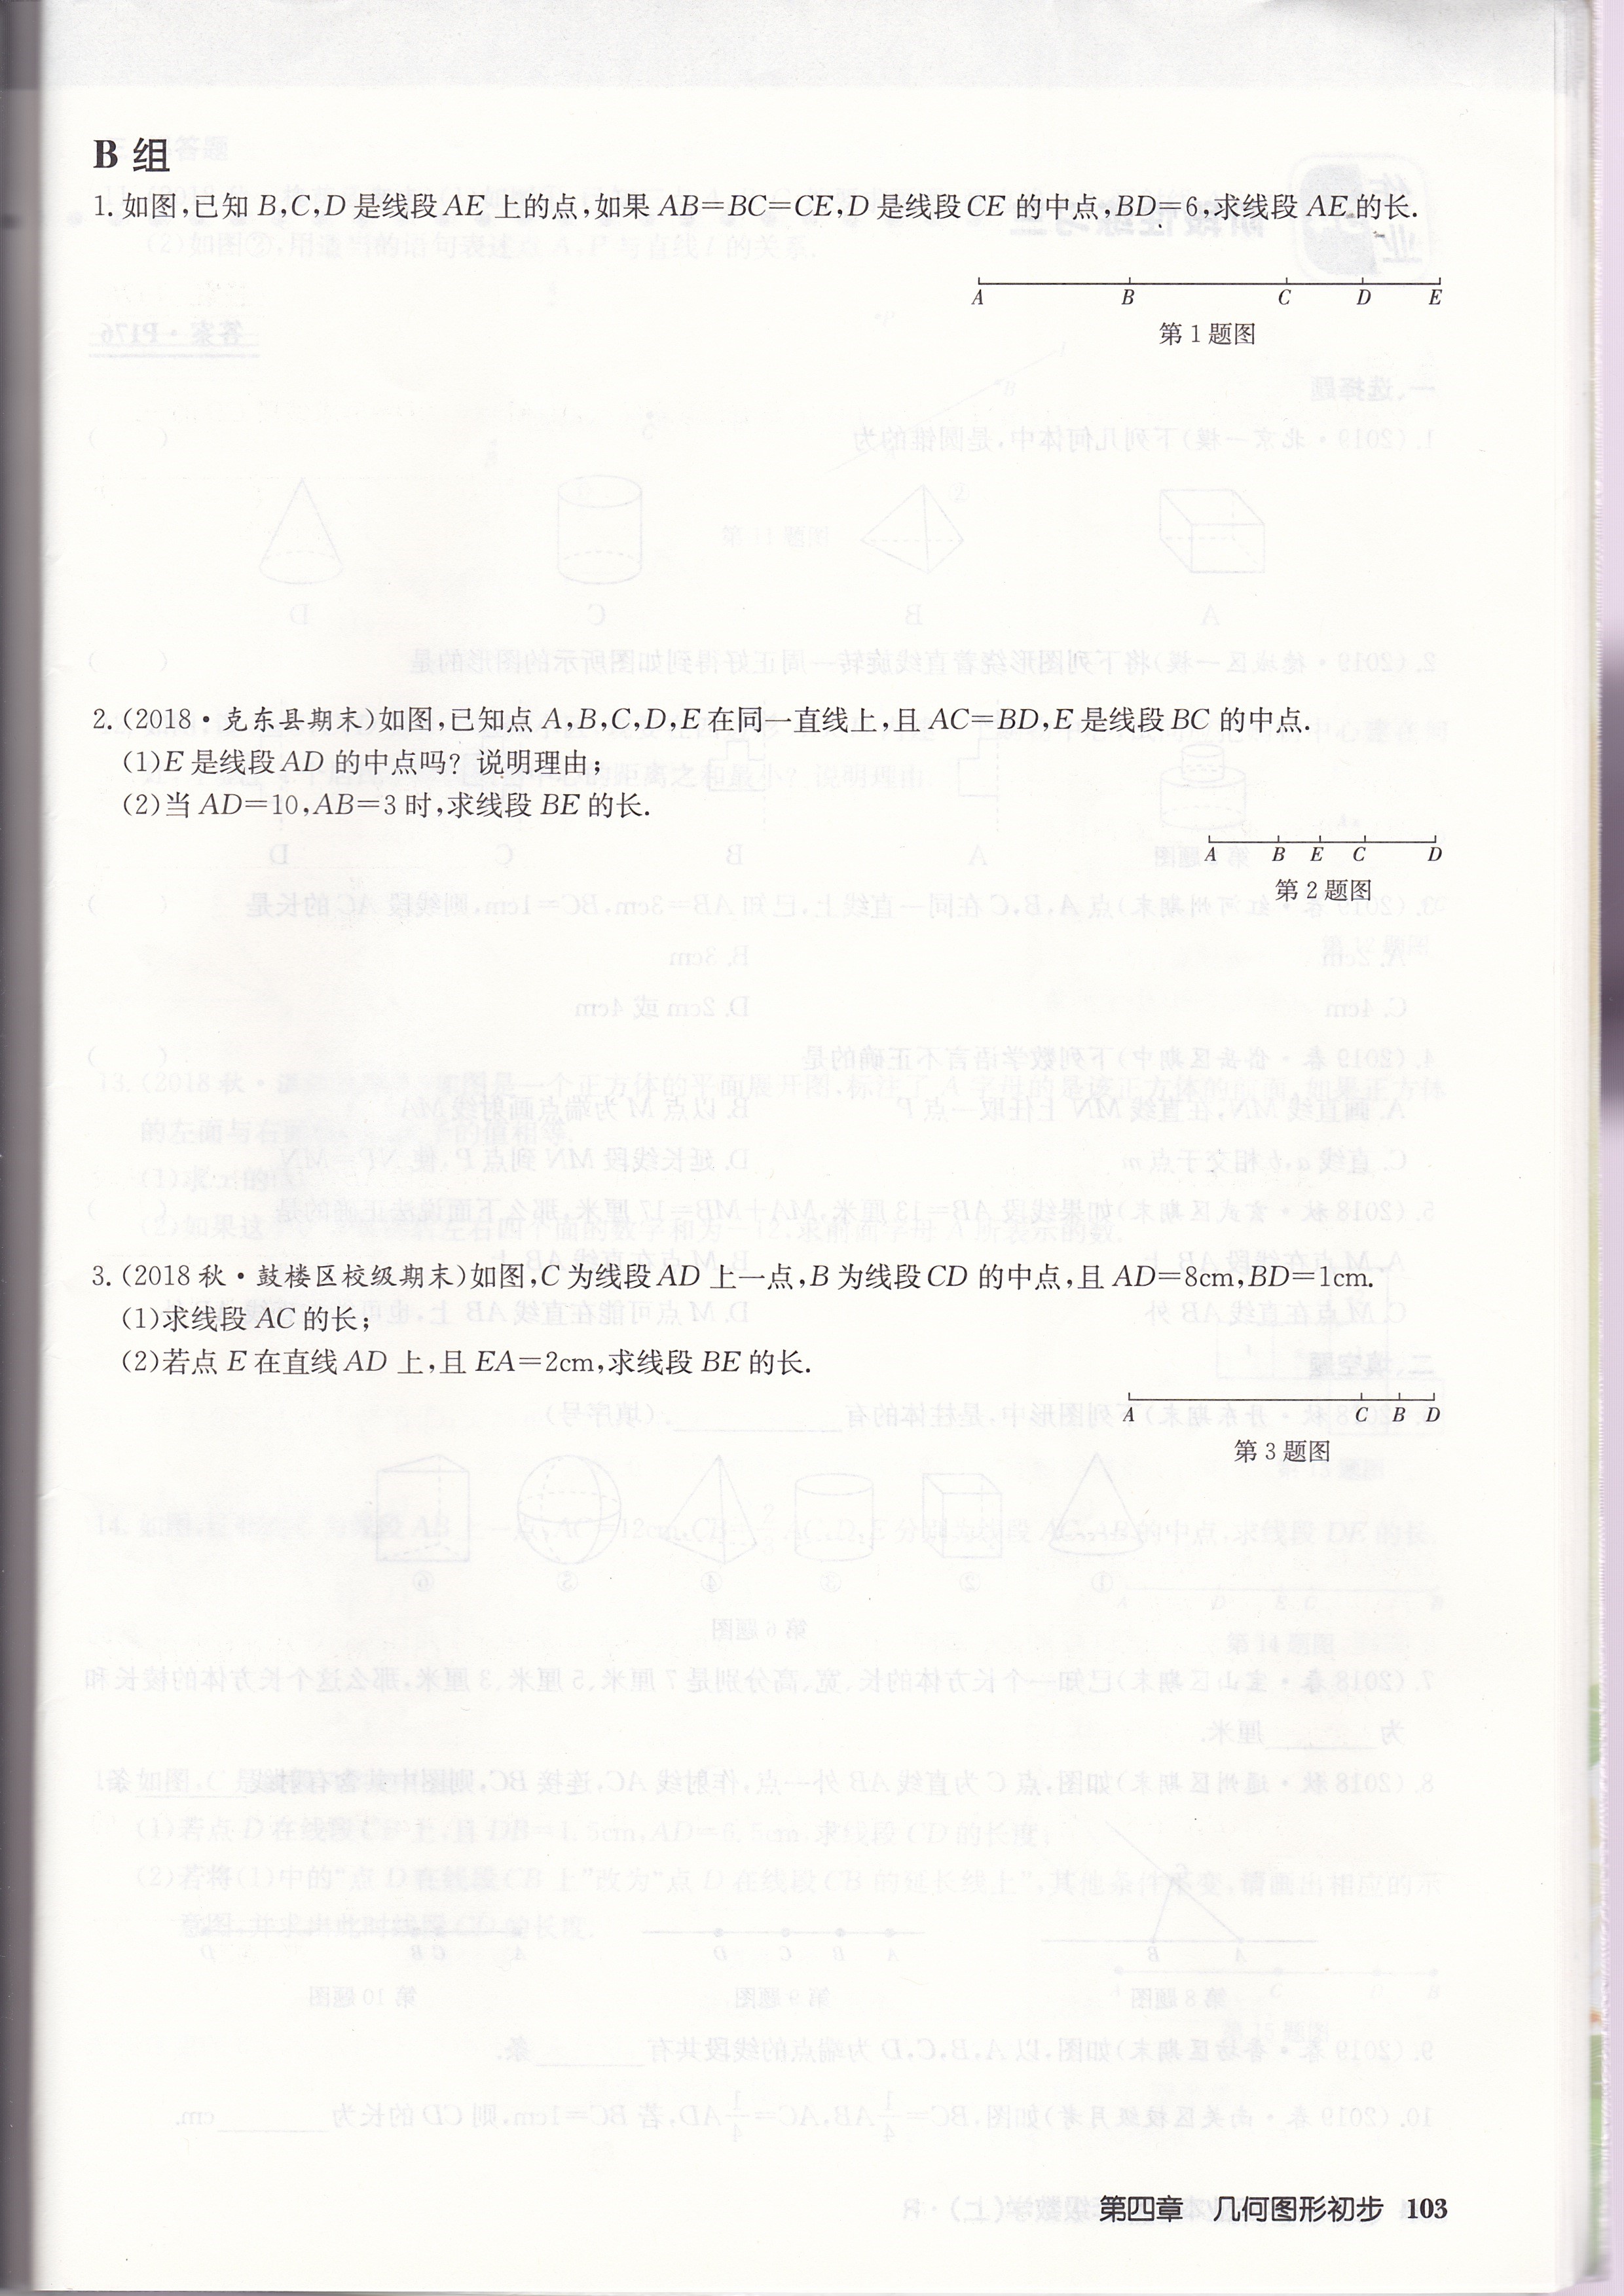 B 组
1. 如图,已知 B,C,D 是线段 AE 上的点,如果 AB=BC=CE,D 是线段 CE 的中点,BD=6,求线段 AE 的长.
A B C D E
第 1 题图
2. (2018·克东县期末)如图,已知点 A,B,C,D,E 在同一直线上,且 AC=BD,E 是线段 BC 的中点.
(1)E 是线段 AD 的中点吗?说明理由;
(2)当 AD=10,AB=3 时,求线段 BE 的长.
A B E C D
第 2 题图
3. (2018 秋·鼓楼区校级期末)如图,C 为线段 AD 上一点,B 为线段 CD 的中点,且 AD=8cm,BD=1cm.
(1)求线段 AC 的长;
(2)若点 E 在直线 AD 上,且 EA=2cm,求线段 BE 的长.
A C B D
第 3 题图
第四章 几何图形初步 103